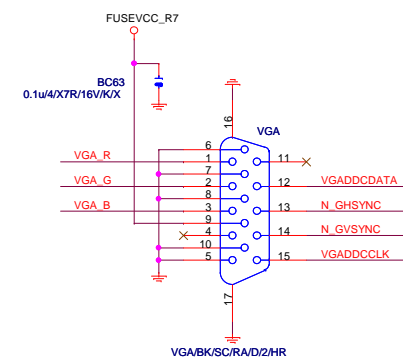 FUSEVCC_R7
BC63
0.1u/4/X7R/16V/K/X
16
VGA
6
VGA_R
1
11
7
VGA_G
2
12
VGADDCDATA
8
VGA_B
3
13
N_GHSYNC
9
4
14
N_GVSYNC
10
5
15
VGADDCCLK
17
VGA/BK/SC/RA/D/2/HR